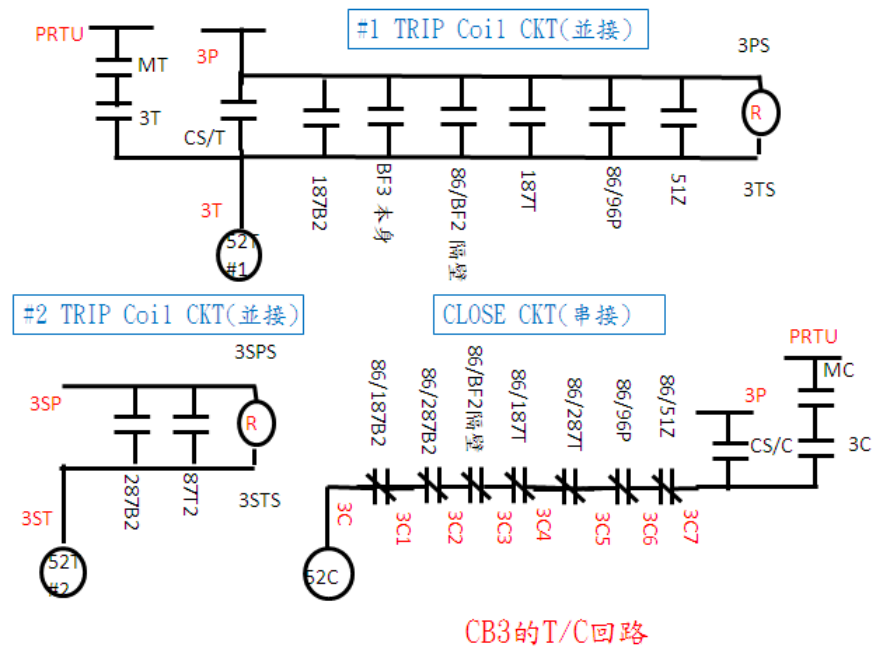 #1 TRIP Coil CKT(並接)
PRTU
3P
3PS
MT
3T
CS/T
R
187B2
BF3 本身
86/BF2 隔壁
187T
86/96P
51Z
3TS
3T
52T
#1
#2 TRIP Coil CKT(並接)
CLOSE CKT(串接)
3SPS
3SP
R
287B2
87T2
3STS
3ST
52T
#2
86/187B2
86/287B2
86/BF2隔壁
86/187T
86/287T
86/96P
86/51Z
PRTU
MC
3P
CS/C
3C
3C
3C1
3C2
3C3
3C4
3C5
3C6
3C7
52C
CB3的T/C回路